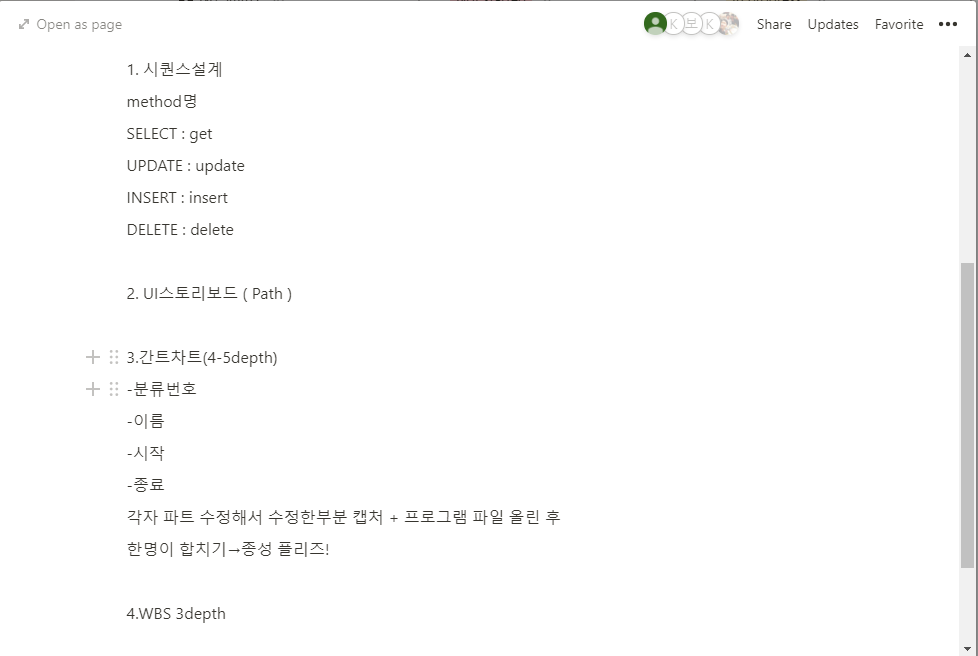 Open as page
K 보 K
Share Updates Favorite
1. 시퀀스설계
method명
SELECT : get
UPDATE : update
INSERT : insert
DELETE : delete
2. UI스토리보드 ( Path )
3.간트차트(4-5depth)
-분류번호
-이름
-시작
-종료
각자 파트 수정해서 수정한부분 캡처 + 프로그램 파일 올린 후
한명이 합치기→종성 플리즈!
4.WBS 3depth